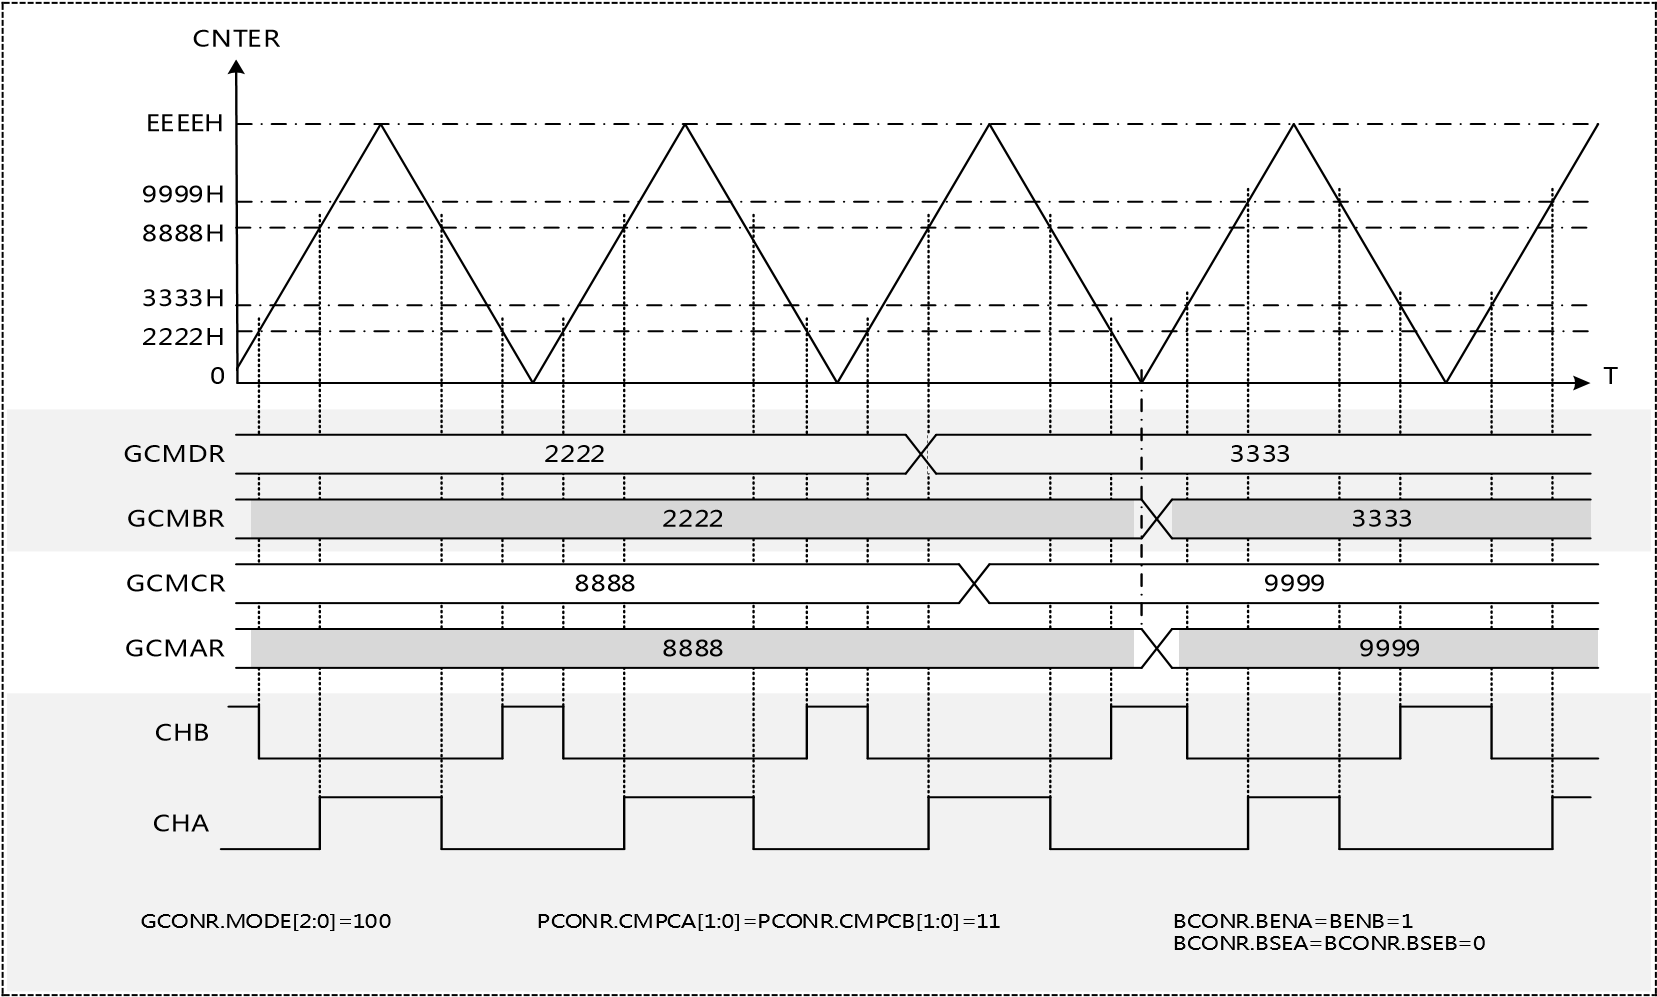 CNTER
EEEEH
9999H
8888H
3333H
2222H
0
T
GCMDR 2222 3333
GCMBR 2222 3333
GCMCR 8888 9999
GCMAR 8888 9999
CHB
CHA
GCONR.MODE[2:0]=100 PCONR.CMPCA[1:0]=PCONR.CMPCB[1:0]=11 BCONR.BENA=BENB=1
BCONR.BSEA=BCONR.BSEB=0